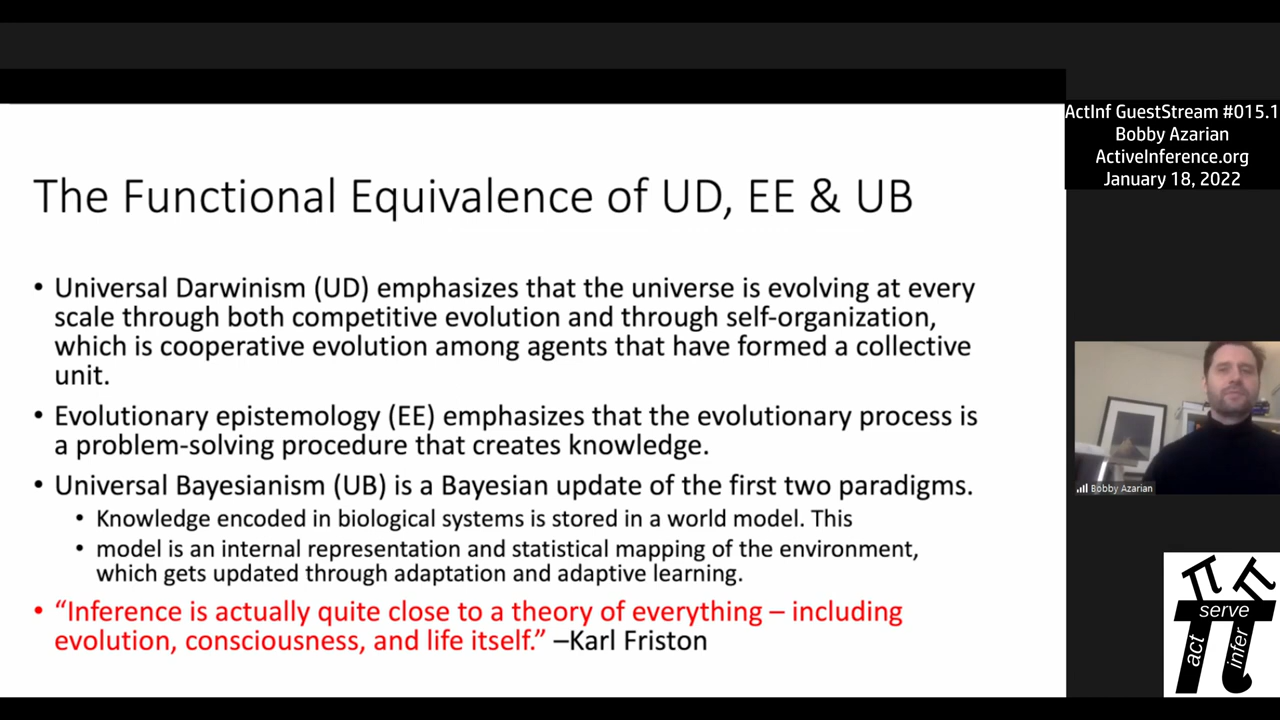 The Functional Equivalence of UD, EE & UB
• Universal Darwinism (UD) emphasizes that the universe is evolving at every
scale through both competitive evolution and through self-organization,
which is cooperative evolution among agents that have formed a collective
unit.
• Evolutionary epistemology (EE) emphasizes that the evolutionary process is
a problem-solving procedure that creates knowledge.
• Universal Bayesianism (UB) is a Bayesian update of the first two paradigms.
• Knowledge encoded in biological systems is stored in a world model. This
• model is an internal representation and statistical mapping of the environment,
which gets updated through adaptation and adaptive learning.
• “Inference is actually quite close to a theory of everything – including
evolution, consciousness, and life itself.” –Karl Friston
ActInf GuestStream #015.1
Bobby Azarian
ActiveInference.org
January 18, 2022
Bobby Azarian
π π
serve
act
infer